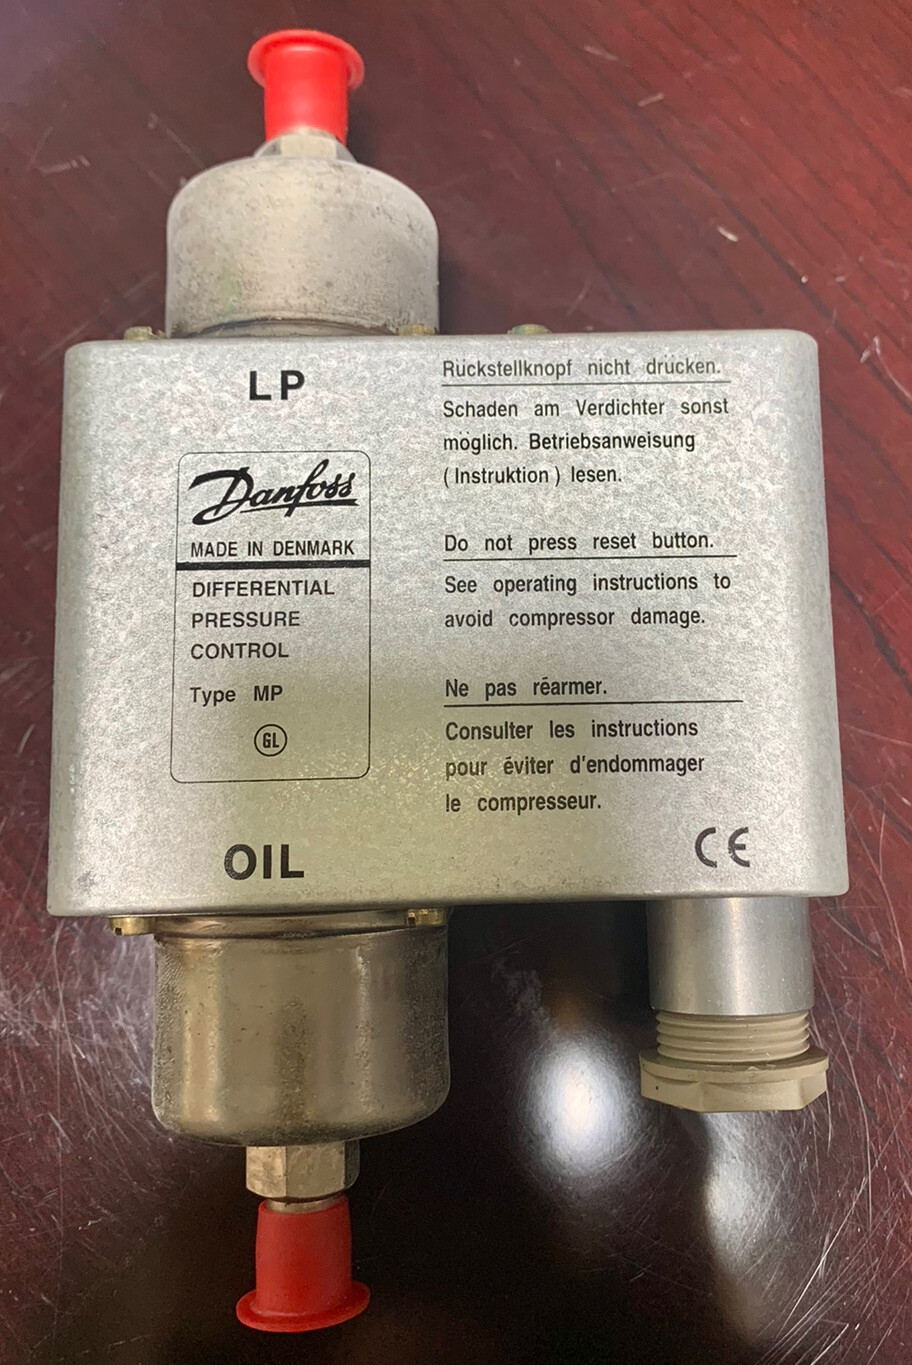 LP
Danfoss
MADE IN DENMARK
DIFFERENTIAL
PRESSURE
CONTROL
Type MP
GL
OIL
Rückstellknopf nicht drücken.
Schaden am Verdichter sonst
möglich. Betriebsanweisung
(Instruktion) lesen.
Do not press reset button.
See operating instructions to
avoid compressor damage.
Ne pas réarmer.
Consulter les instructions
pour éviter d'endommager
le compresseur.
CE